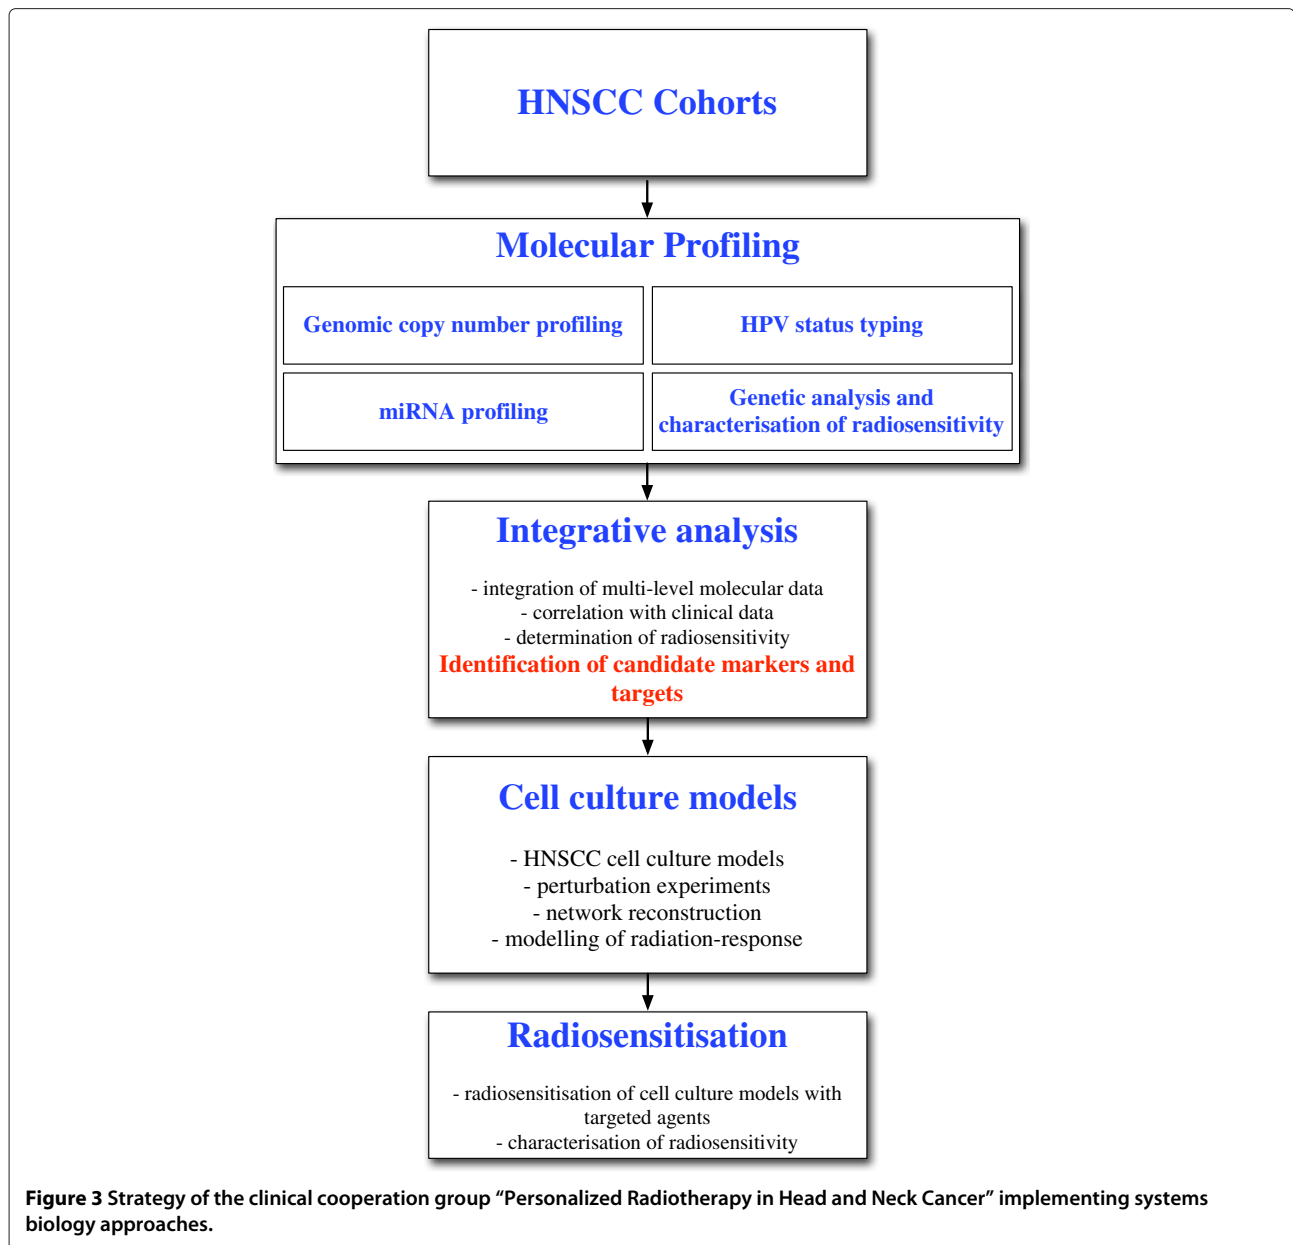 HNSCC Cohorts
Molecular Profiling
Genomic copy number profiling
HPV status typing
miRNA profiling
Genetic analysis and
characterisation of radiosensitivity
Integrative analysis
- integration of multi-level molecular data
- correlation with clinical data
- determination of radiosensitivity
Identification of candidate markers and
targets
Cell culture models
- HNSCC cell culture models
- perturbation experiments
- network reconstruction
- modelling of radiation-response
Radiosensitisation
- radiosensitisation of cell culture models with
targeted agents
- characterisation of radiosensitivity
Figure 3 Strategy of the clinical cooperation group “Personalized Radiotherapy in Head and Neck Cancer” implementing systems
biology approaches.